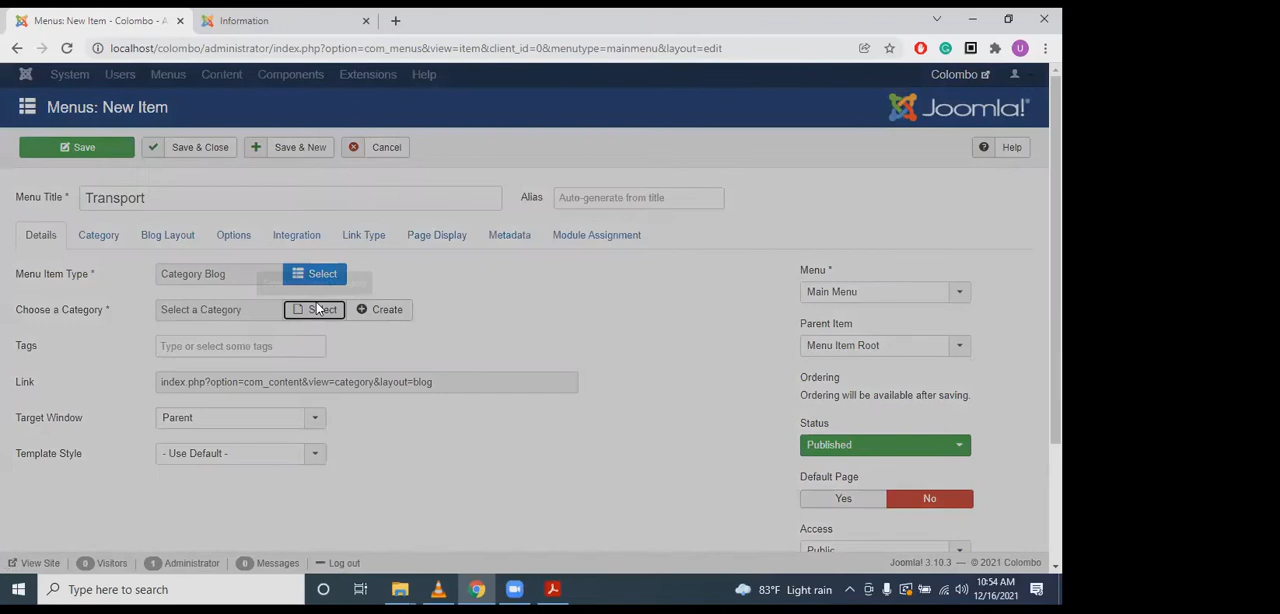 Menus: New Item - Colombo - A
Information
localhost/colombo/administrator/index.php?option=com_menus&view=item&client_id=0&menutype=mainmenu&layout=edit
U
System Users Menus Content Components Extensions Help
Colombo
Menus: New Item
Joomla!
Save Save & Close Save & New Cancel Help
Menu Title * Transport Alias Auto-generate from title
Details Category Blog Layout Options Integration Link Type Page Display Metadata Module Assignment
Menu Item Type * Category Blog Select
Choose a Category * Select a Category Select Create
Tags Type or select some tags
Link index.php?option=com_content&view=category&layout=blog
Target Window Parent
Template Style - Use Default -
Menu *
Main Menu
Parent Item
Menu Item Root
Ordering
Ordering will be available after saving.
Status
Published
Default Page
Yes No
Access
Public
View Site 0 Visitors 1 Administrator 0 Messages Log out
Joomla! 3.10.3 — © 2021 Colombo
Type here to search
83°F Light rain
10:54 AM
12/16/2021